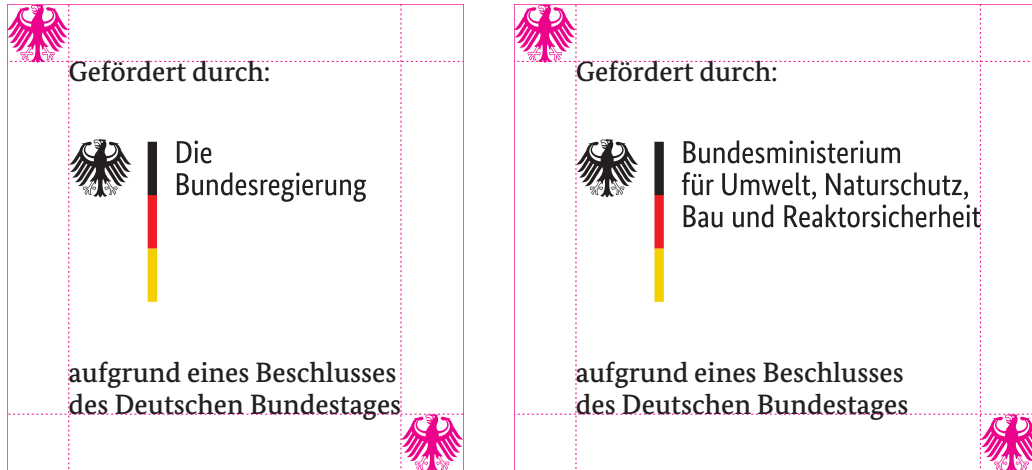 Gefördert durch:
Die
Bundesregierung
aufgrund eines Beschlusses
des Deutschen Bundestages
Gefördert durch:
Bundesministerium
für Umwelt, Naturschutz,
Bau und Reaktorsicherheit
aufgrund eines Beschlusses
des Deutschen Bundestages